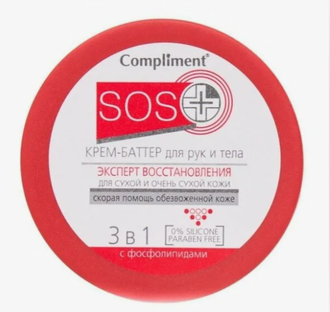 Compliment®
SOS+
КРЕМ-БАТТЕР для рук и тела
ЭКСПЕРТ ВОССТАНОВЛЕНИЯ
ДЛЯ СУХОЙ И ОЧЕНЬ СУХОЙ КОЖИ
скорая помощь обезвоженной коже
3 в 1
0% SILICONE
PARABEN FREE
с фосфолипидами